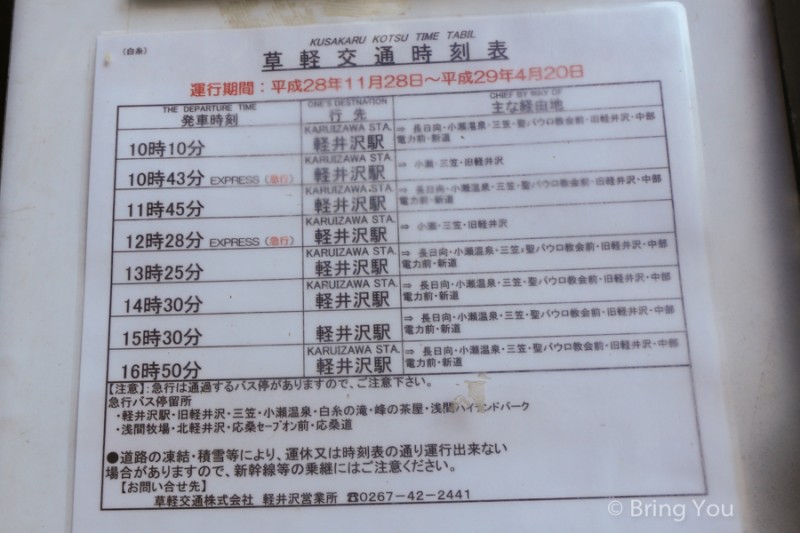 (白糸)
KUSAKARU KOTSU TIME TABIL
草軽交通時刻表
運行期間:平成28年11月28日~平成29年4月20日
THE DEPARTURE TIME ONE'S DESTNATION CHIEF BY WAY OF
発車時刻 行先 主な経由地
10時10分 KARUIZAWA STA. 軽井沢駅 ⇒ 長日向・小瀬温泉・三笠・聖パウロ教会前・旧軽井沢・中部
電力前・新道
10時43分 EXPRESS(急行) KARUIZAWA STA. 軽井沢駅 ⇒ 小瀬・三笠・旧軽井沢
11時45分 KARUIZAWA STA. 軽井沢駅 ⇒ 長日向・小瀬温泉・三笠・聖パウロ教会前・旧軽井沢・中部
電力前・新道
12時28分 EXPRESS(急行) KARUIZAWA STA. 軽井沢駅 ⇒ 小瀬・三笠・旧軽井沢
13時25分 KARUIZAWA STA. 軽井沢駅 ⇒ 長日向・小瀬温泉・三笠・聖パウロ教会前・旧軽井沢・中部
電力前・新道
14時30分 KARUIZAWA STA. 軽井沢駅 ⇒ 長日向・小瀬温泉・三笠・聖パウロ教会前・旧軽井沢・中部
電力前・新道
15時30分 軽井沢駅 ⇒ 長日向・小瀬温泉・三笠・聖パウロ教会前・旧軽井沢・中部
電力前・新道
16時50分 KARUIZAWA STA. 軽井沢駅 ⇒ 長日向・小瀬温泉・三笠・聖パウロ教会前・旧軽井沢・中部
電力前・新道
【注意】:急行は通過するバス停がありますので、ご注意下さい。
急行バス停留所
・軽井沢駅・旧軽井沢・三笠・小瀬温泉・白糸の滝・峰の茶屋・浅間ハイランドパーク
・浅間牧場・北軽井沢・応桑セーブオン前・応桑道
●道路の凍結・積雪等により、運休又は時刻表の通り運行出来ない
場合がありますので、新幹線等の乗継にはご注意ください。
【お問い合せ先】
草軽交通株式会社 軽井沢営業所 ☎0267-42-2441
© Bring You